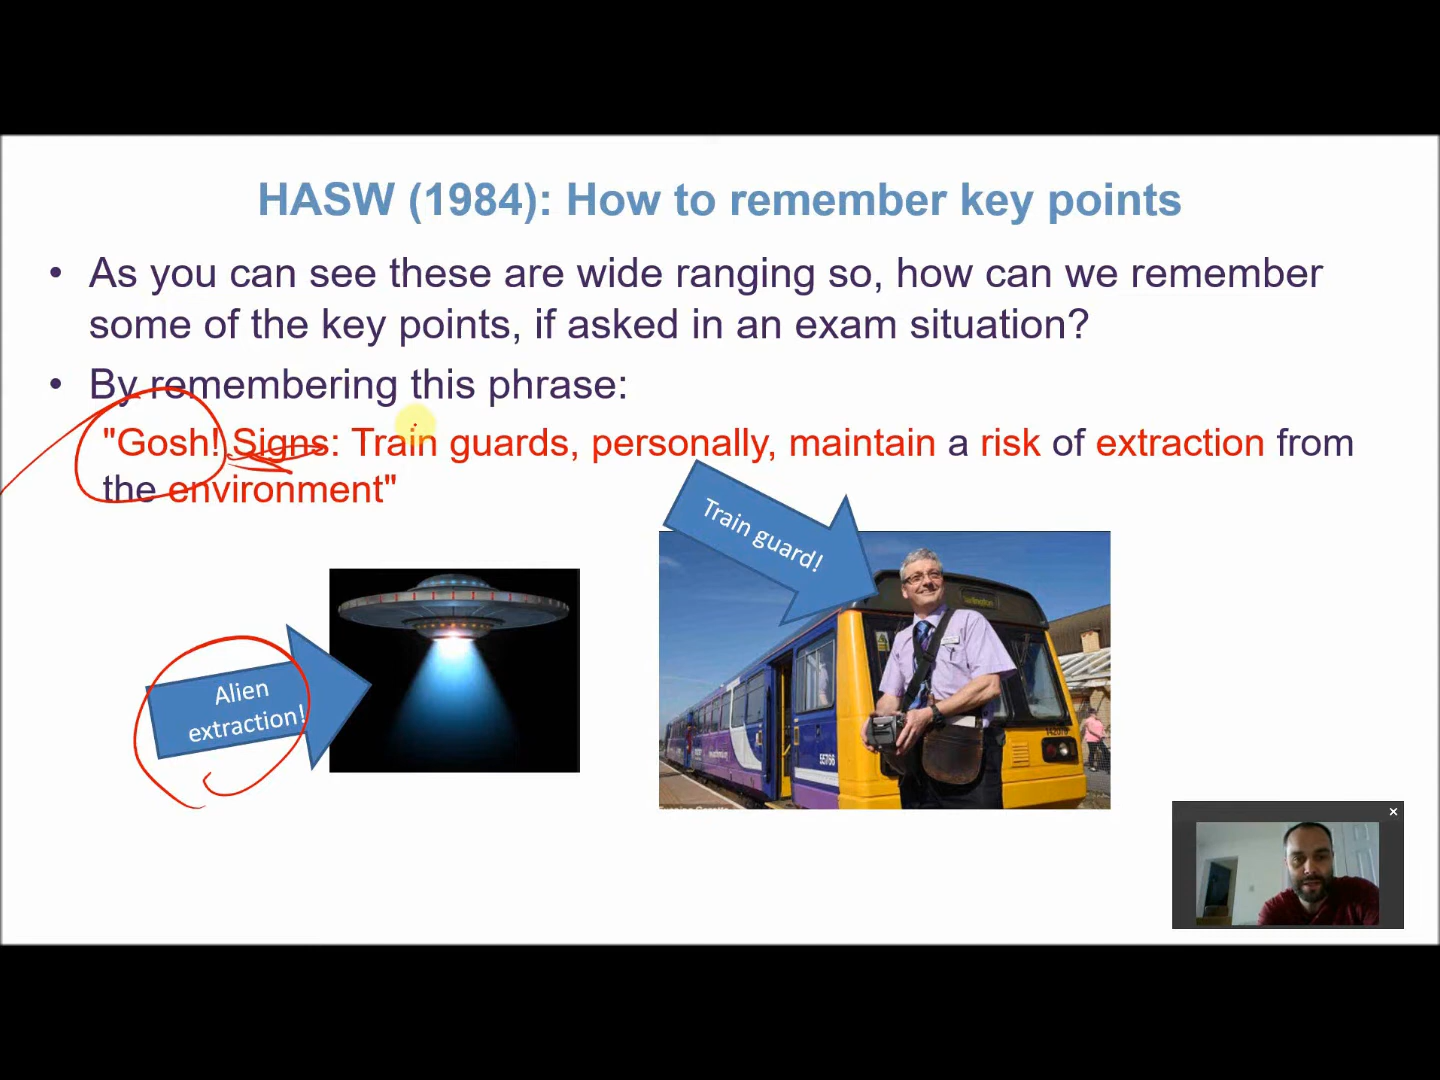 HASW (1984): How to remember key points
• As you can see these are wide ranging so, how can we remember
some of the key points, if asked in an exam situation?
• By remembering this phrase:
"Gosh! Signs: Train guards, personally, maintain a risk of extraction from
the environment"
Train guard!
Alien
extraction!